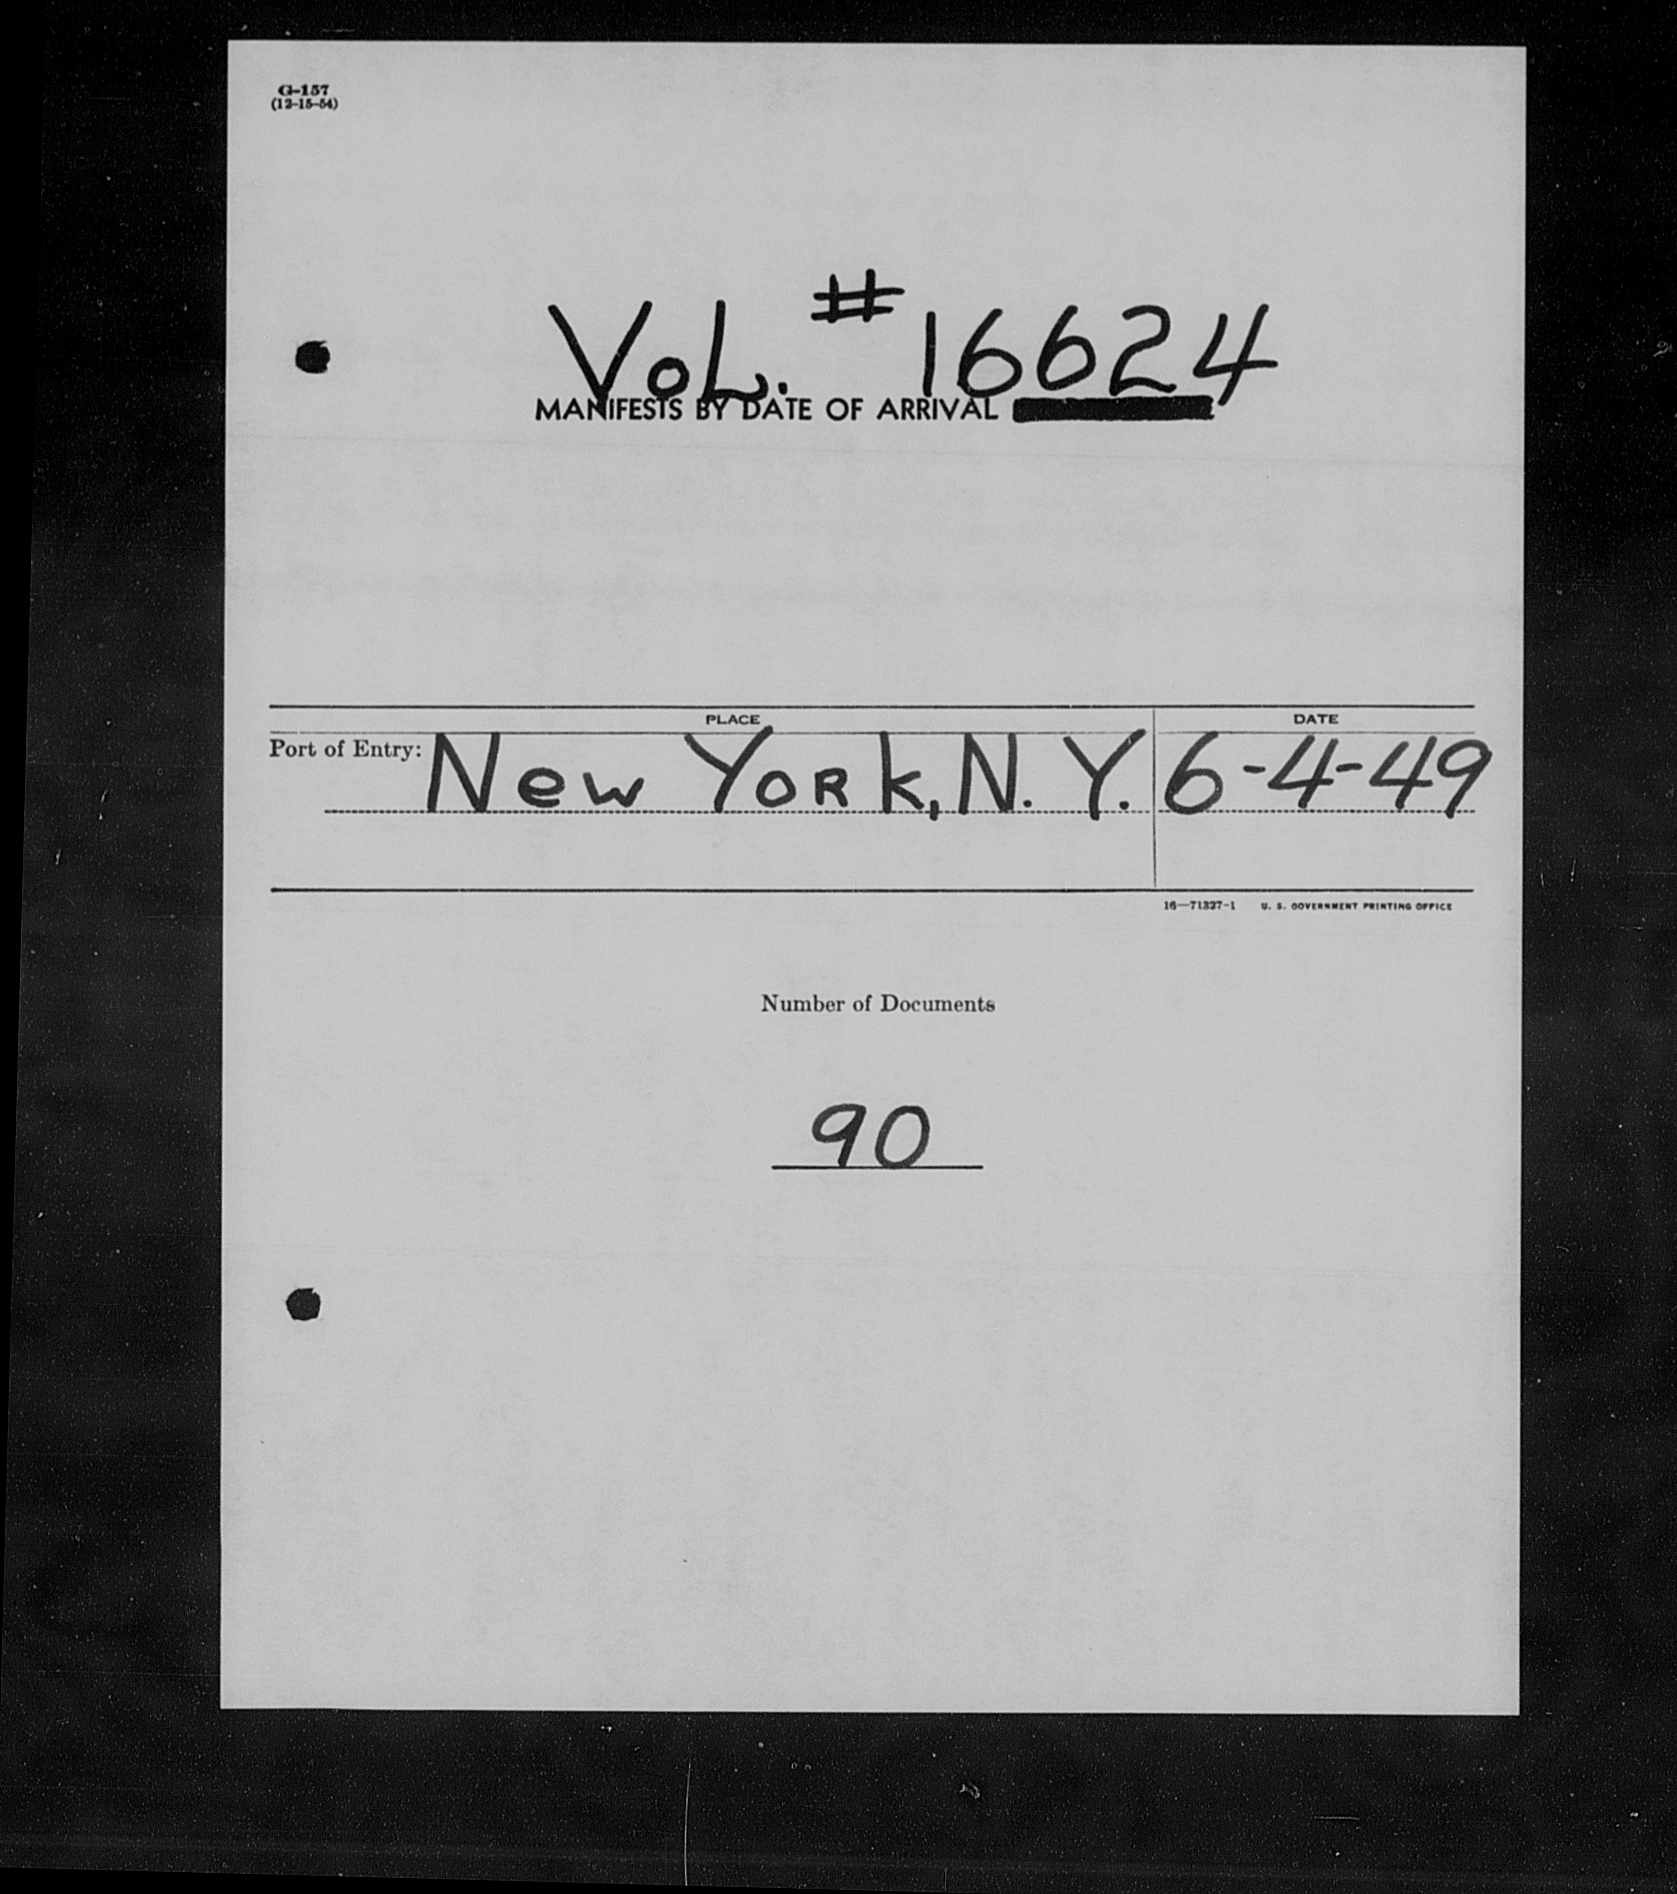 G-157
(12-15-54)
VoL. # 16624
MANIFESTS BY DATE OF ARRIVAL
PLACE DATE
Port of Entry: New York, N. Y. 6-4-49
16—71327-1 U. S. GOVERNMENT PRINTING OFFICE
Number of Documents
90